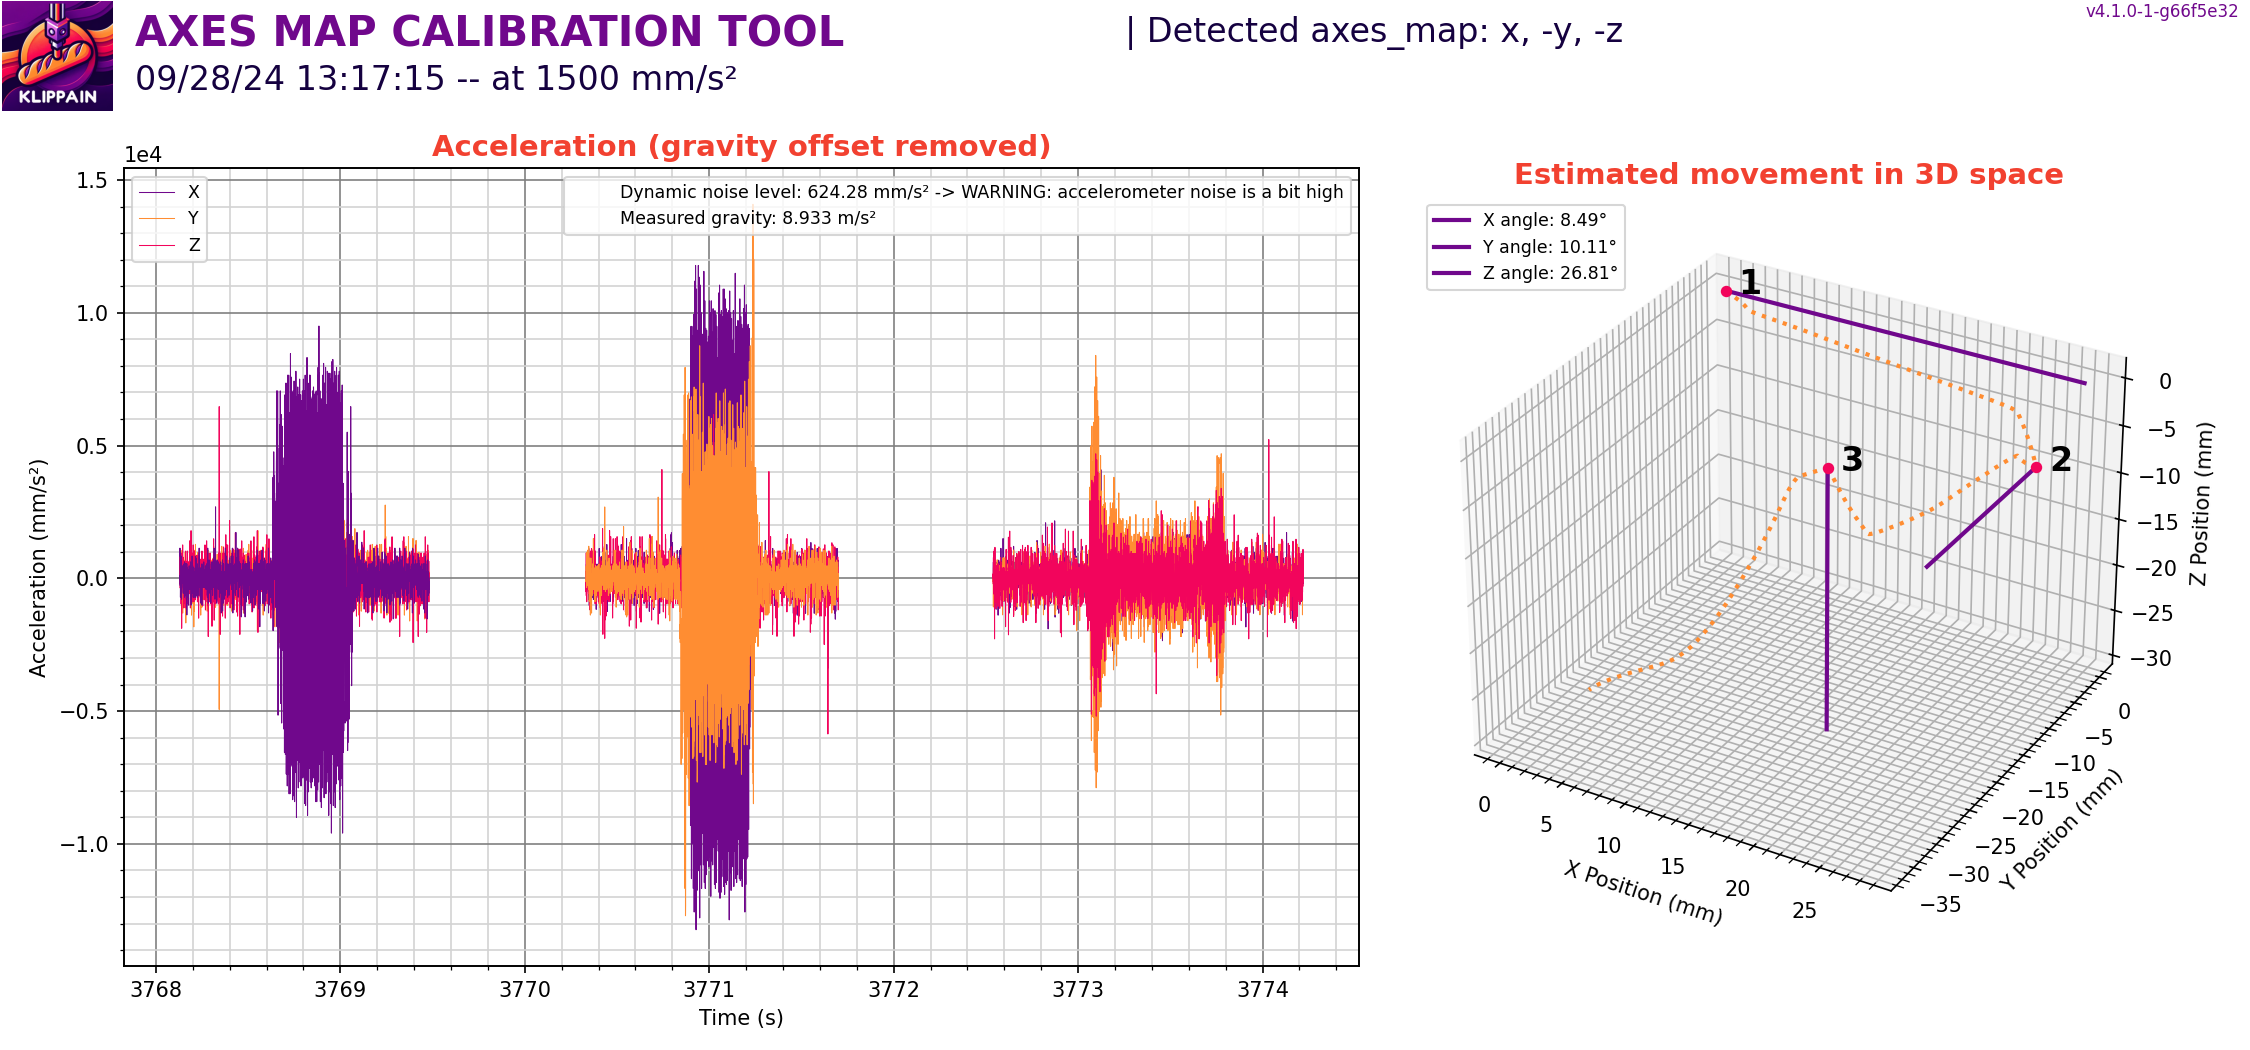 AXES MAP CALIBRATION TOOL
| Detected axes_map: x, -y, -z
v4.1.0-1-g66f5e32
09/28/24 13:17:15 -- at 1500 mm/s²
KLIPPAIN
Acceleration (gravity offset removed)
1e4
X
Y
Z
Dynamic noise level: 624.28 mm/s² -> WARNING: accelerometer noise is a bit high
Measured gravity: 8.933 m/s²
1.5
1.0
0.5
0.0
−0.5
−1.0
Acceleration (mm/s²)
3768
3769
3770
3771
3772
3773
3774
Time (s)
Estimated movement in 3D space
X angle: 8.49°
Y angle: 10.11°
Z angle: 26.81°
1
2
3
0
−5
−10
−15
−20
−25
−30
Z Position (mm)
0
−5
−10
−15
−20
−25
−30
−35
Y Position (mm)
0
5
10
15
20
25
X Position (mm)